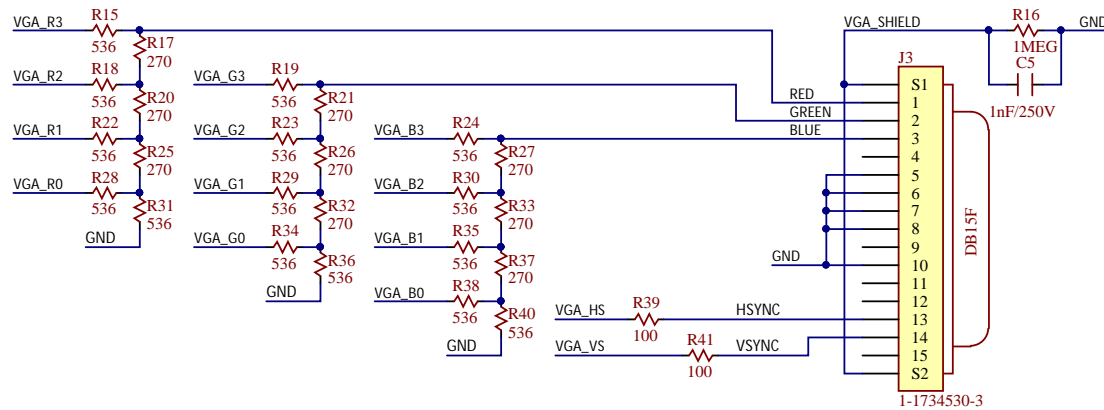 VGA_R3
R15
536
R17
270
VGA_SHIELD
R16
1MEG
GND
C5
1nF/250V
VGA_R2
R18
536
R20
270
VGA_G3
R19
536
R21
270
VGA_R1
R22
536
R25
270
VGA_G2
R23
536
R26
270
VGA_B3
R24
536
R27
270
VGA_R0
R28
536
R31
536
GND
VGA_G1
R29
536
R32
270
VGA_B2
R30
536
R33
270
VGA_G0
R34
536
R36
536
GND
VGA_B1
R35
536
R37
270
VGA_B0
R38
536
R40
536
GND
RED
GREEN
BLUE
GND
VGA_HS
R39
100
HSYNC
VGA_VS
R41
100
VSYNC
J3
S1
1
2
3
4
5
6
7
8
9
10
11
12
13
14
15
S2
DB15F
1-1734530-3